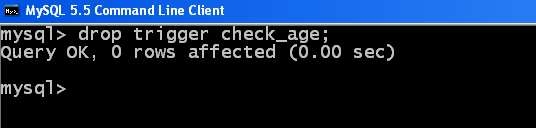 MySQL 5.5 Command Line Client
mysql> drop trigger check_age;
Query OK, 0 rows affected (0.00 sec)
mysql>